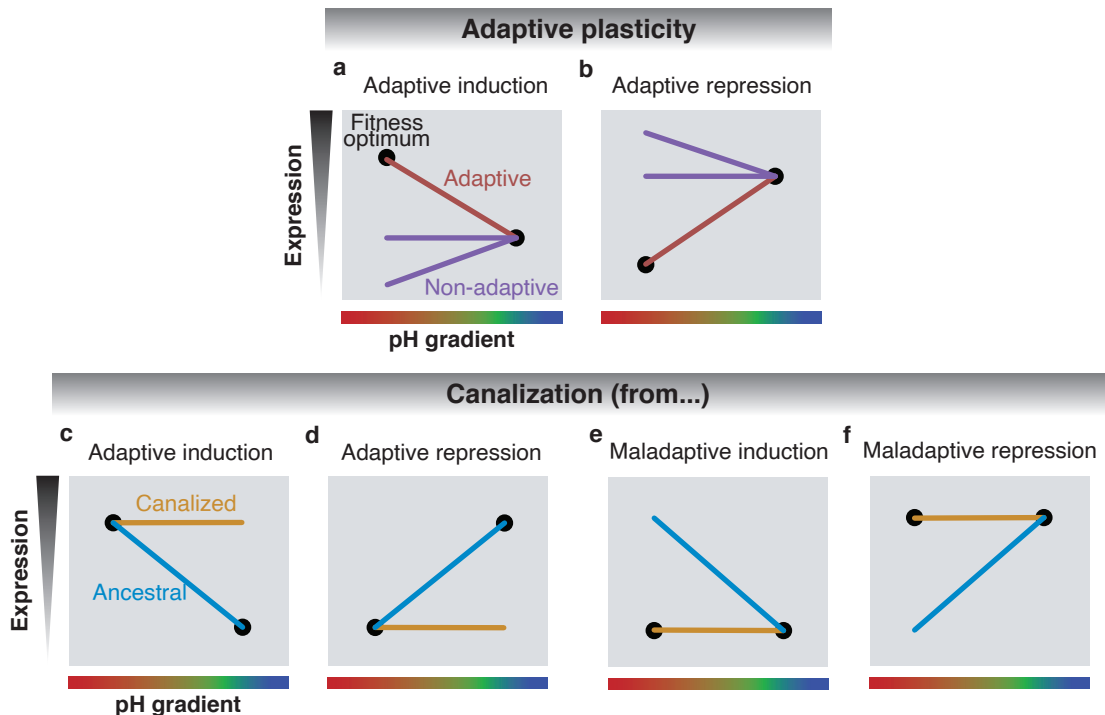 Adaptive plasticity
a
Adaptive induction
b
Adaptive repression
Fitness
optimum
Adaptive
Non-adaptive
Expression
pH gradient
Canalization (from...)
c
Adaptive induction
d
Adaptive repression
e
Maladaptive induction
f
Maladaptive repression
Canalized
Ancestral
Expression
pH gradient